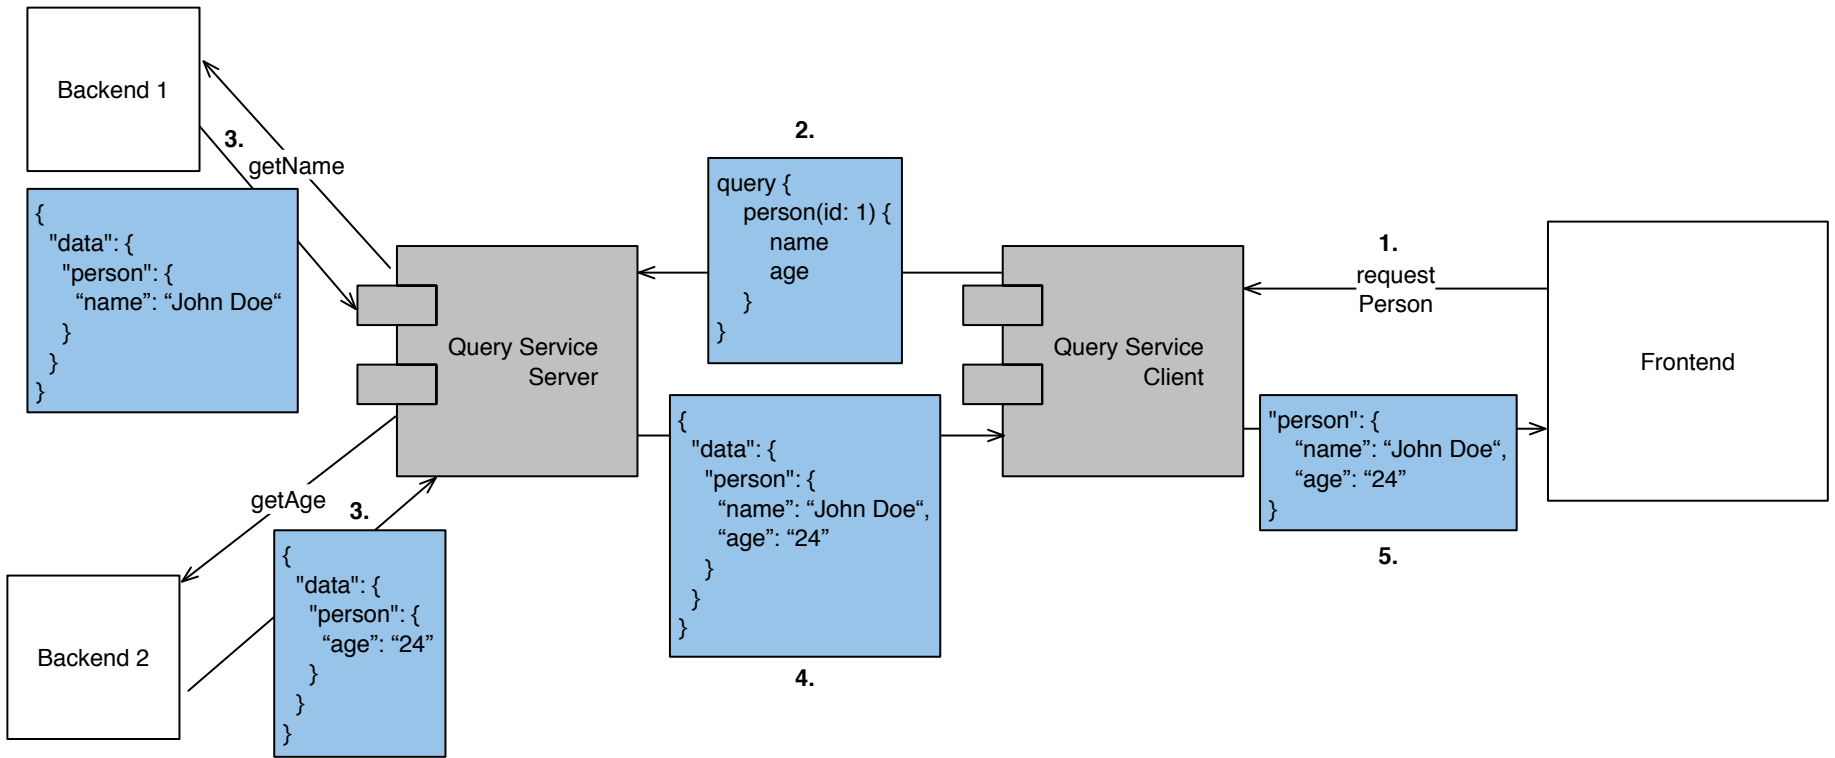 Backend 1
3.
getName
{
"data": {
"person": {
“name”: “John Doe“
}
}
}
Query Service
Server
getAge
3.
{
"data": {
"person": {
“age”: “24”
}
}
}
Backend 2
2.
query {
person(id: 1) {
name
age
}
}
{
"data": {
"person": {
“name”: “John Doe“,
“age”: “24”
}
}
}
4.
Query Service
Client
1.
request
Person
"person": {
“name”: “John Doe“,
“age”: “24”
}
5.
Frontend